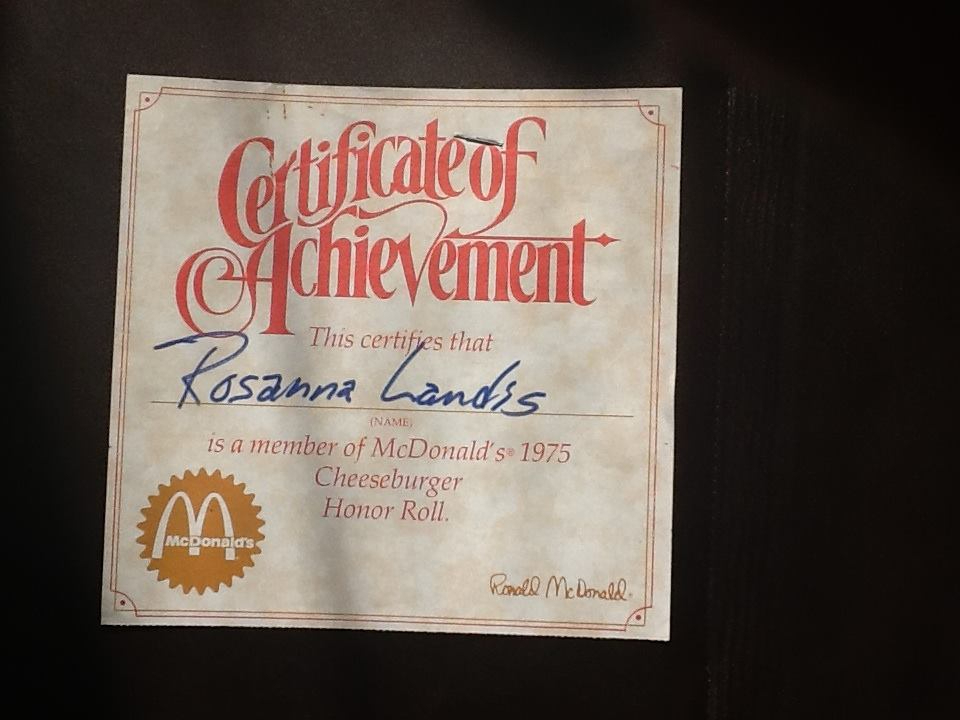 Certificate of
Achievement
This certifies that
Rosanna Landis
(NAME)
is a member of McDonald's® 1975
Cheeseburger
Honor Roll.
McDonald's
Ronald McDonald®